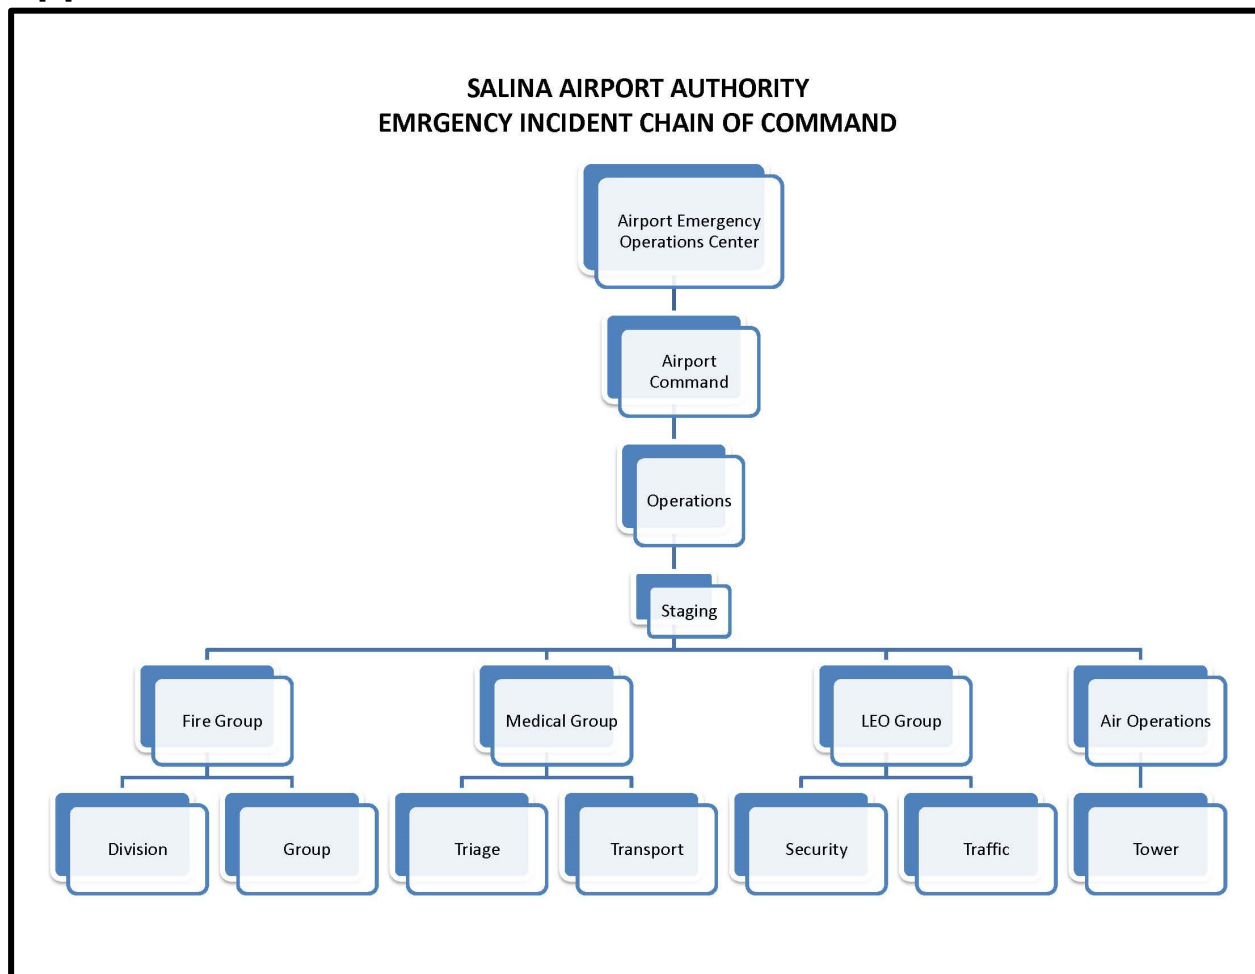 SALINA AIRPORT AUTHORITY
EMRGENCY INCIDENT CHAIN OF COMMAND
Airport Emergency
Operations Center
Airport
Command
Operations
Staging
Fire Group
Medical Group
LEO Group
Air Operations
Division
Group
Triage
Transport
Security
Traffic
Tower